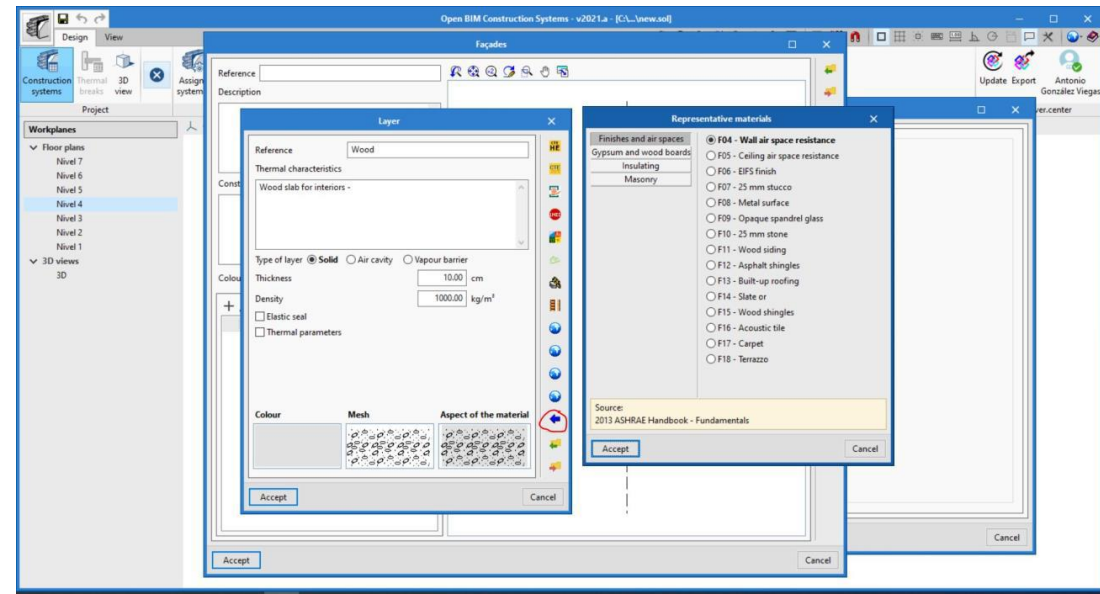 Open BIM Construction Systems - v2021.a - [C:\...\new.sol]
Design View
Construction systems
Thermal breaks
3D view
Assign
system
Project
Update Export Antonio González Viegas
ver.center
Workplanes
Floor plans
Nivel 7
Nivel 6
Nivel 5
Nivel 4
Nivel 3
Nivel 2
Nivel 1
3D views
3D
Façades
Reference
Description
Const
Colou
Accept
Cancel
Cancel
Layer
Reference Wood
Thermal characteristics
Wood slab for interiors -
Type of layer Solid Air cavity Vapour barrier
Thickness 10.00 cm
Density 1000.00 kg/m³
Elastic seal
Thermal parameters
Colour Mesh Aspect of the material
Accept Cancel
HE
CTE
Representative materials
Finishes and air spaces
Gypsum and wood boards
Insulating
Masonry
F04 - Wall air space resistance
F05 - Ceiling air space resistance
F06 - EIFS finish
F07 - 25 mm stucco
F08 - Metal surface
F09 - Opaque spandrel glass
F10 - 25 mm stone
F11 - Wood siding
F12 - Asphalt shingles
F13 - Built-up roofing
F14 - Slate or
F15 - Wood shingles
F16 - Acoustic tile
F17 - Carpet
F18 - Terrazzo
Source:
2013 ASHRAE Handbook - Fundamentals
Accept Cancel